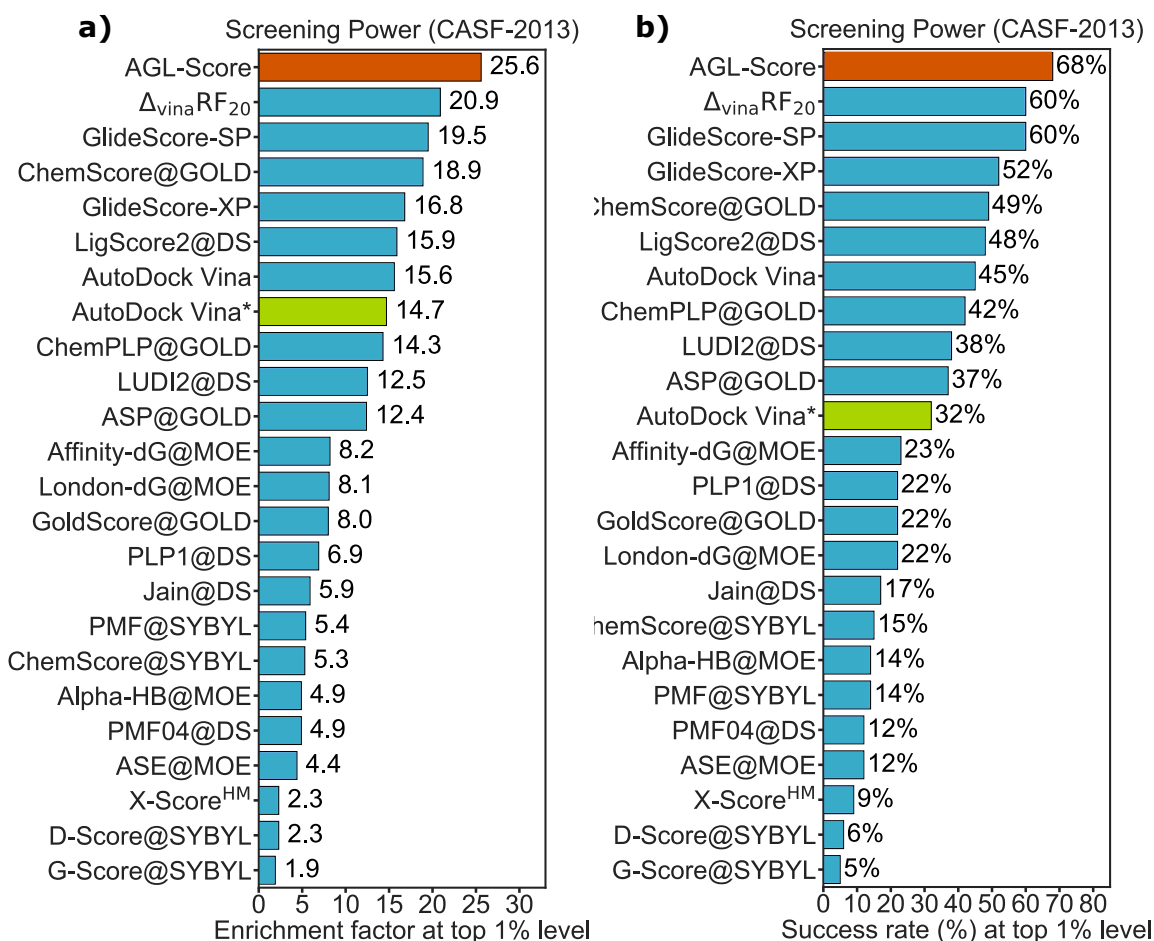 a)
Screening Power (CASF-2013)
AGL-Score 25.6
ΔvinaRF20 20.9
GlideScore-SP 19.5
ChemScore@GOLD 18.9
GlideScore-XP 16.8
LigScore2@DS 15.9
AutoDock Vina 15.6
AutoDock Vina* 14.7
ChemPLP@GOLD 14.3
LUDI2@DS 12.5
ASP@GOLD 12.4
Affinity-dG@MOE 8.2
London-dG@MOE 8.1
GoldScore@GOLD 8.0
PLP1@DS 6.9
Jain@DS 5.9
PMF@SYBYL 5.4
ChemScore@SYBYL 5.3
Alpha-HB@MOE 4.9
PMF04@DS 4.9
ASE@MOE 4.4
X-ScoreHM 2.3
D-Score@SYBYL 2.3
G-Score@SYBYL 1.9
0 5 10 15 20 25 30
Enrichment factor at top 1% level
b)
Screening Power (CASF-2013)
AGL-Score 68%
ΔvinaRF20 60%
GlideScore-SP 60%
GlideScore-XP 52%
ChemScore@GOLD 49%
LigScore2@DS 48%
AutoDock Vina 45%
ChemPLP@GOLD 42%
LUDI2@DS 38%
ASP@GOLD 37%
AutoDock Vina* 32%
Affinity-dG@MOE 23%
PLP1@DS 22%
GoldScore@GOLD 22%
London-dG@MOE 22%
Jain@DS 17%
hemScore@SYBYL 15%
Alpha-HB@MOE 14%
PMF@SYBYL 14%
PMF04@DS 12%
ASE@MOE 12%
X-ScoreHM 9%
D-Score@SYBYL 6%
G-Score@SYBYL 5%
0 10 20 30 40 50 60 70 80
Success rate (%) at top 1% level